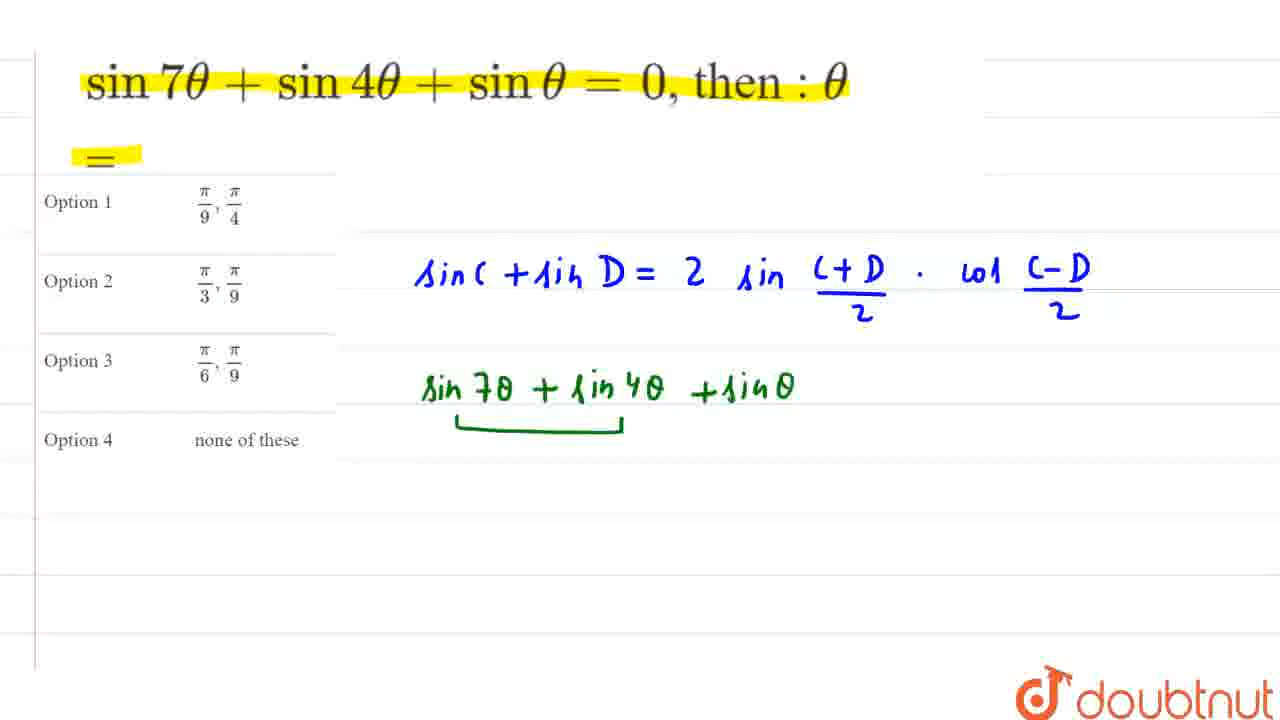 sin 7θ + sin 4θ + sin θ = 0, then : θ
=
Option 1 π/9, π/4
Option 2 π/3, π/9
Option 3 π/6, π/9
Option 4 none of these
sin C + sin D = 2 sin (C+D)/2 · cos (C-D)/2
sin 7θ + sin 4θ + sin θ
doubtnut